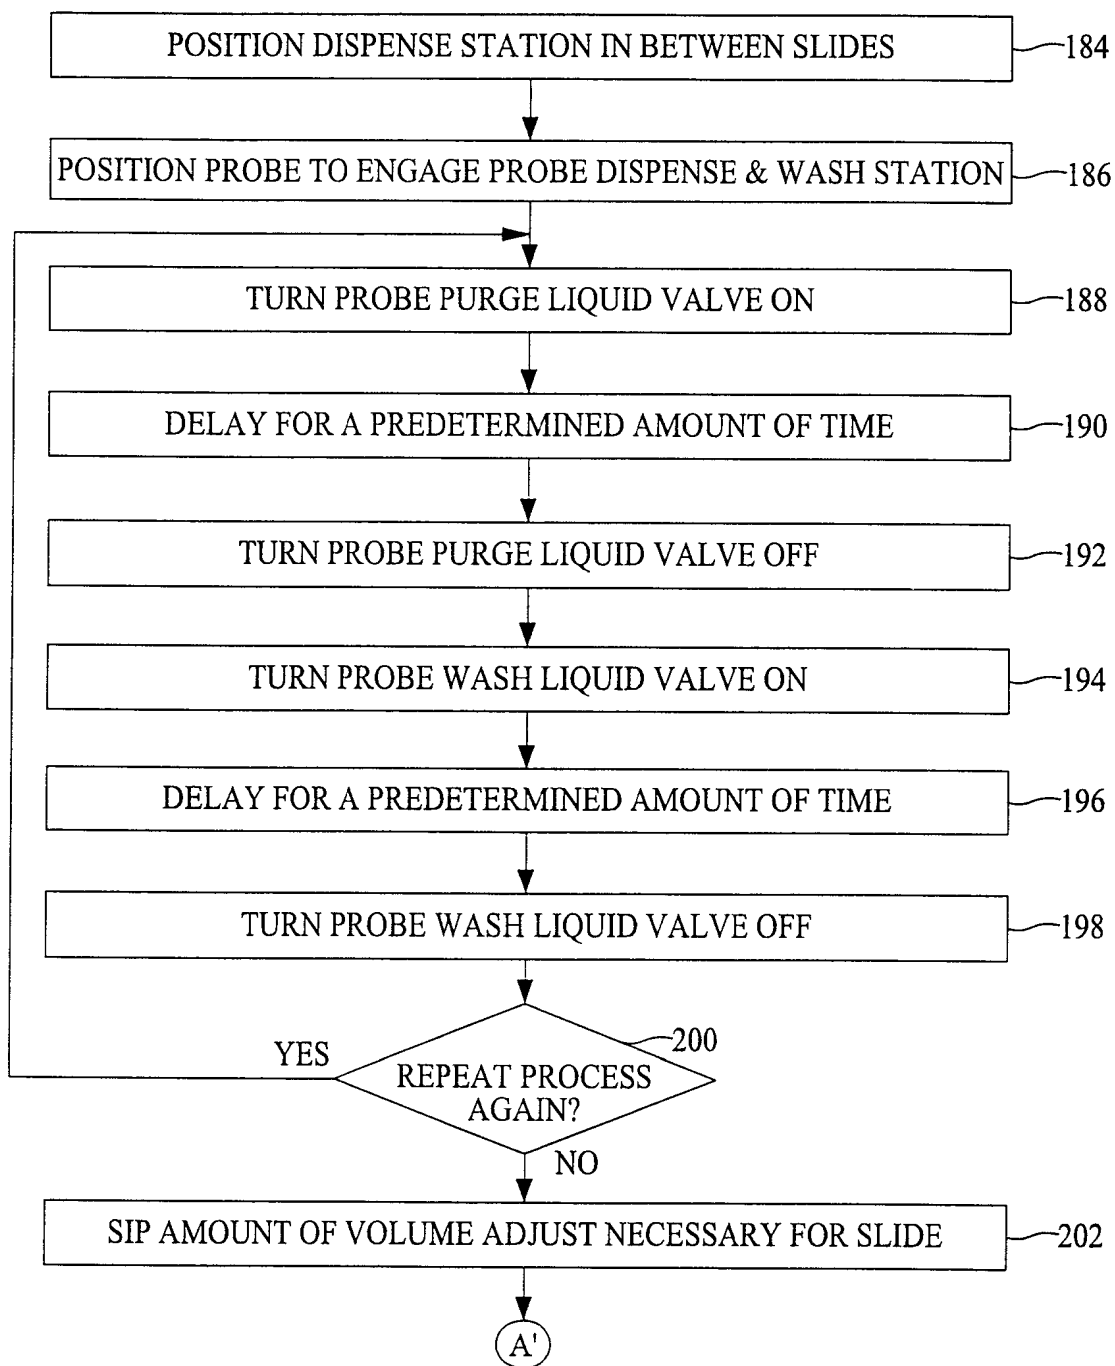 POSITION DISPENSE STATION IN BETWEEN SLIDES 184
POSITION PROBE TO ENGAGE PROBE DISPENSE & WASH STATION 186
TURN PROBE PURGE LIQUID VALVE ON 188
DELAY FOR A PREDETERMINED AMOUNT OF TIME 190
TURN PROBE PURGE LIQUID VALVE OFF 192
TURN PROBE WASH LIQUID VALVE ON 194
DELAY FOR A PREDETERMINED AMOUNT OF TIME 196
TURN PROBE WASH LIQUID VALVE OFF 198
200
YES
REPEAT PROCESS
AGAIN?
NO
SIP AMOUNT OF VOLUME ADJUST NECESSARY FOR SLIDE 202
A'